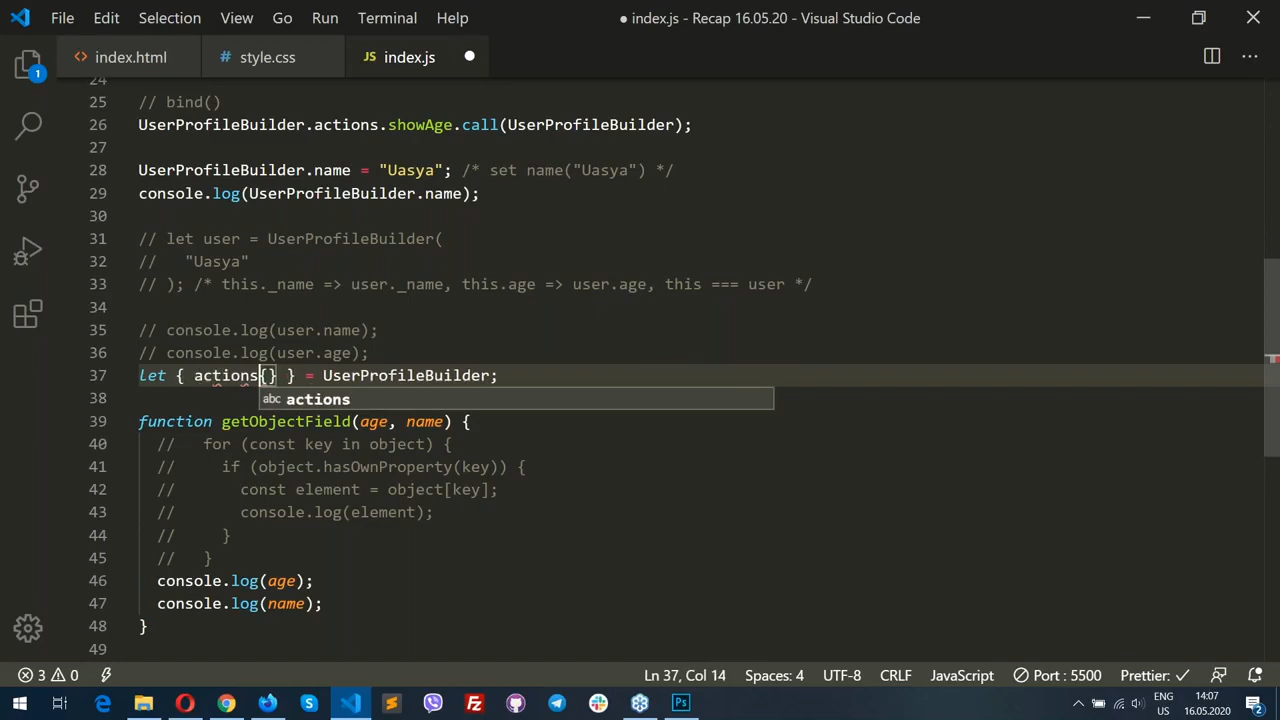 File Edit Selection View Go Run Terminal Help
● index.js - Recap 16.05.20 - Visual Studio Code
index.html
style.css
JS index.js
1
24
25 // bind()
26 UserProfileBuilder.actions.showAge.call(UserProfileBuilder);
27
28 UserProfileBuilder.name = "Uasya"; /* set name("Uasya") */
29 console.log(UserProfileBuilder.name);
30
31 // let user = UserProfileBuilder(
32 //   "Uasya"
33 // ); /* this._name => user._name, this.age => user.age, this === user */
34
35 // console.log(user.name);
36 // console.log(user.age);
37 let { actions{} } = UserProfileBuilder;
38
abc actions
39 function getObjectField(age, name) {
40   //   for (const key in object) {
41   //     if (object.hasOwnProperty(key)) {
42   //       const element = object[key];
43   //       console.log(element);
44   //     }
45   //   }
46   console.log(age);
47   console.log(name);
48 }
49
3 0
Ln 37, Col 14 Spaces: 4 UTF-8 CRLF JavaScript Port : 5500 Prettier: ✓
ENG 14:07
US 16.05.2020 2